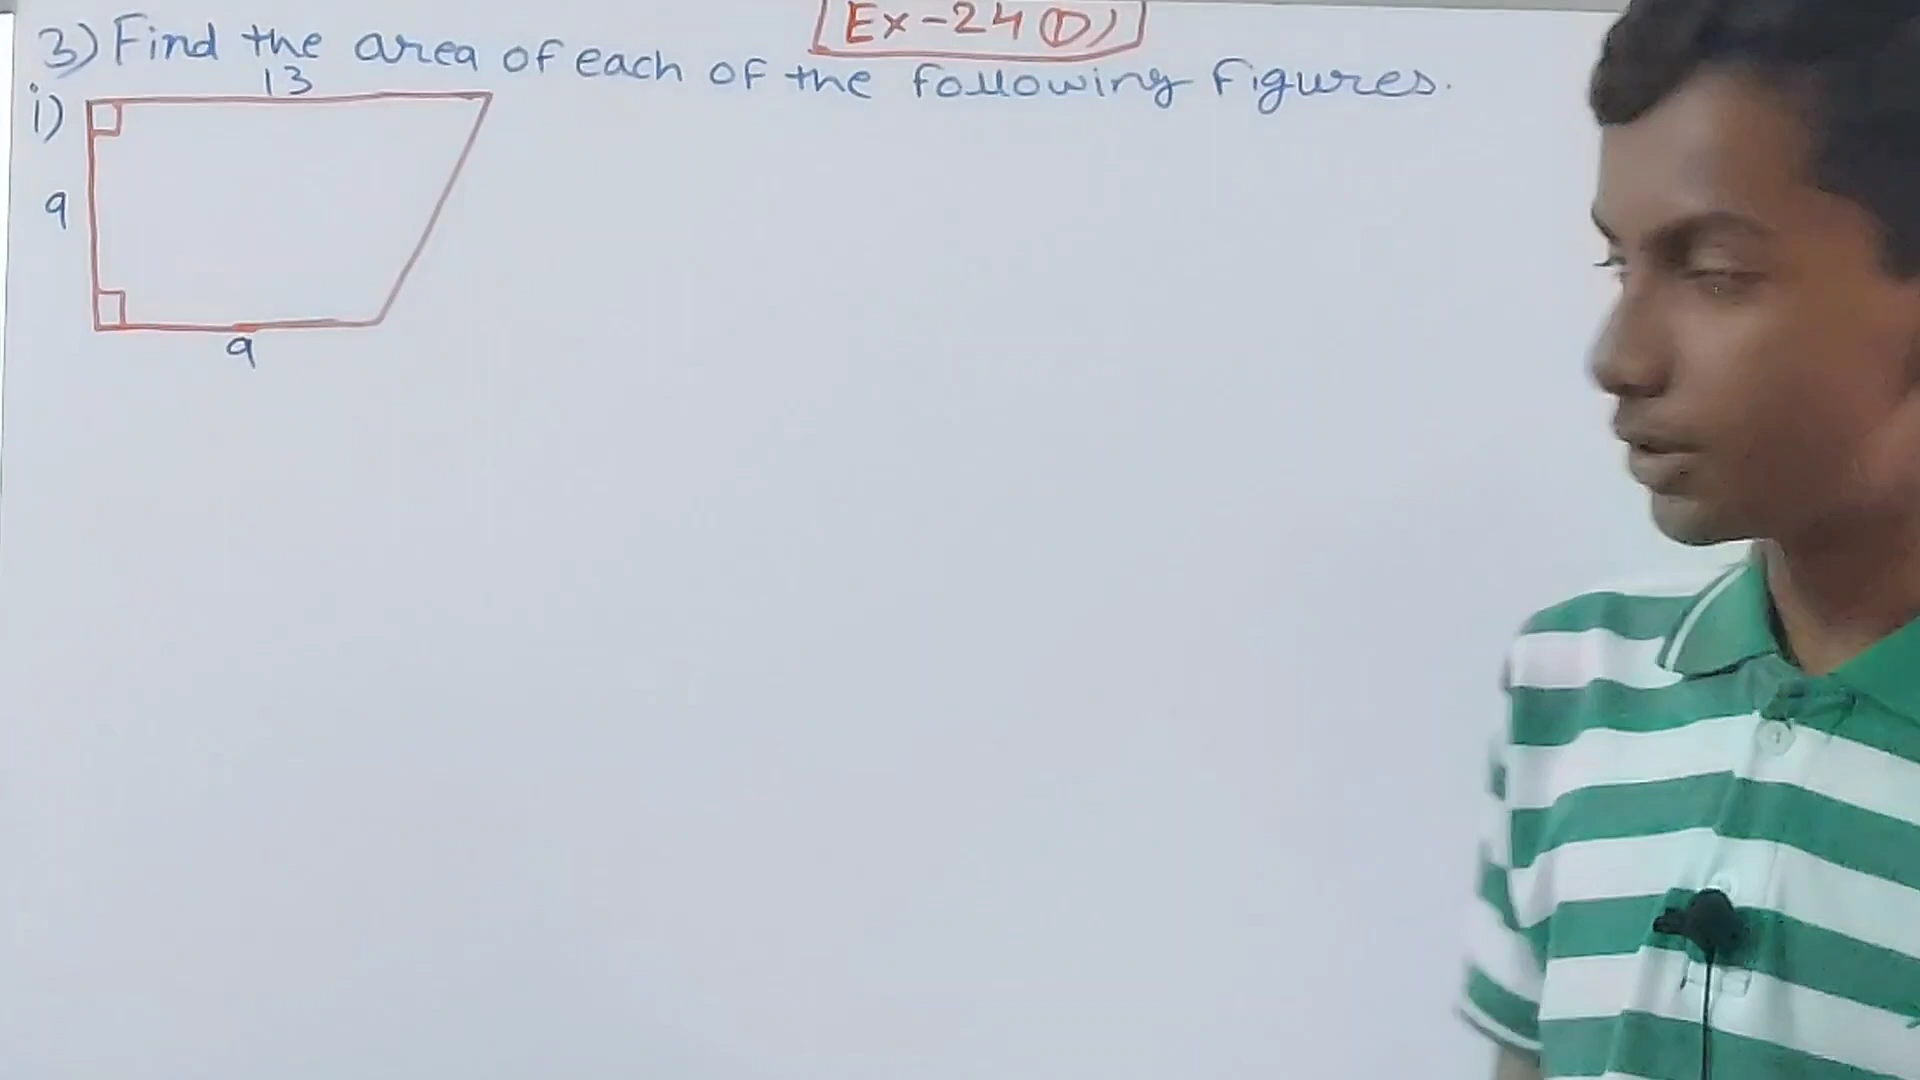 Ex-24 D)
3) Find the area of each of the following figures.
i)
13
9
9